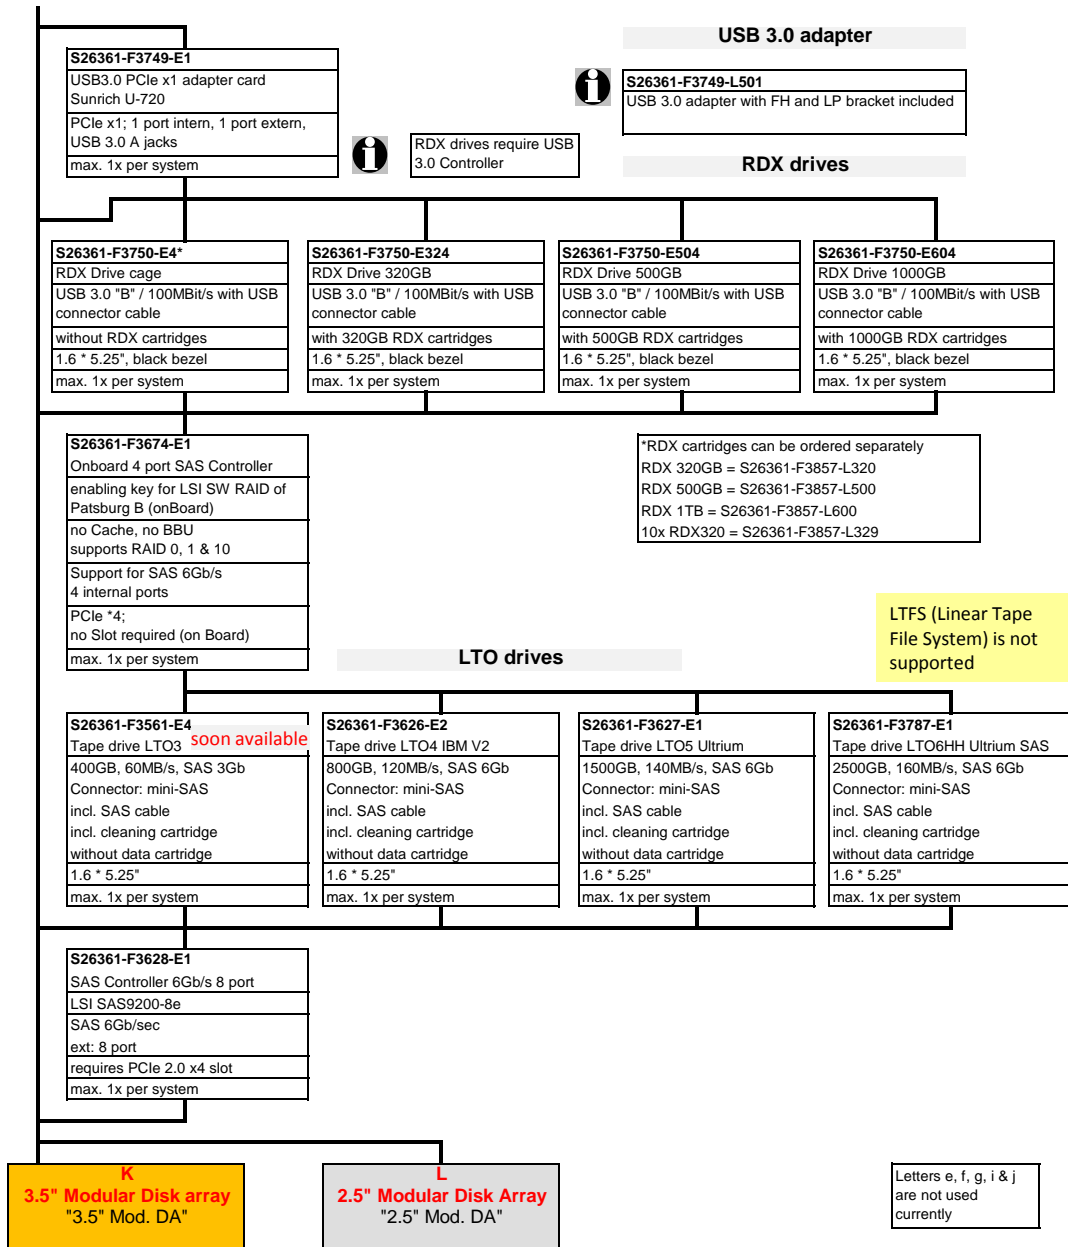 USB 3.0 adapter
S26361-F3749-E1
USB3.0 PCIe x1 adapter card
Sunrich U-720
PCIe x1; 1 port intern, 1 port extern,
USB 3.0 A jacks
max. 1x per system
S26361-F3749-L501
USB 3.0 adapter with FH and LP bracket included
RDX drives require USB
3.0 Controller
RDX drives
S26361-F3750-E4*
RDX Drive cage
USB 3.0 "B" / 100MBit/s with USB
connector cable
without RDX cartridges
1.6 * 5.25", black bezel
max. 1x per system
S26361-F3750-E324
RDX Drive 320GB
USB 3.0 "B" / 100MBit/s with USB
connector cable
with 320GB RDX cartridges
1.6 * 5.25", black bezel
max. 1x per system
S26361-F3750-E504
RDX Drive 500GB
USB 3.0 "B" / 100MBit/s with USB
connector cable
with 500GB RDX cartridges
1.6 * 5.25", black bezel
max. 1x per system
S26361-F3750-E604
RDX Drive 1000GB
USB 3.0 "B" / 100MBit/s with USB
connector cable
with 1000GB RDX cartridges
1.6 * 5.25", black bezel
max. 1x per system
S26361-F3674-E1
Onboard 4 port SAS Controller
enabling key for LSI SW RAID of
Patsburg B (onBoard)
no Cache, no BBU
supports RAID 0, 1 & 10
Support for SAS 6Gb/s
4 internal ports
PCIe *4;
no Slot required (on Board)
max. 1x per system
*RDX cartridges can be ordered separately
RDX 320GB = S26361-F3857-L320
RDX 500GB = S26361-F3857-L500
RDX 1TB = S26361-F3857-L600
10x RDX320 = S26361-F3857-L329
LTFS (Linear Tape
File System) is not
supported
LTO drives
S26361-F3561-E4
Tape drive LTO3
soon available
400GB, 60MB/s, SAS 3Gb
Connector: mini-SAS
incl. SAS cable
incl. cleaning cartridge
without data cartridge
1.6 * 5.25"
max. 1x per system
S26361-F3626-E2
Tape drive LTO4 IBM V2
800GB, 120MB/s, SAS 6Gb
Connector: mini-SAS
incl. SAS cable
incl. cleaning cartridge
without data cartridge
1.6 * 5.25"
max. 1x per system
S26361-F3627-E1
Tape drive LTO5 Ultrium
1500GB, 140MB/s, SAS 6Gb
Connector: mini-SAS
incl. SAS cable
incl. cleaning cartridge
without data cartridge
1.6 * 5.25"
max. 1x per system
S26361-F3787-E1
Tape drive LTO6HH Ultrium SAS
2500GB, 160MB/s, SAS 6Gb
Connector: mini-SAS
incl. SAS cable
incl. cleaning cartridge
without data cartridge
1.6 * 5.25"
max. 1x per system
S26361-F3628-E1
SAS Controller 6Gb/s 8 port
LSI SAS9200-8e
SAS 6Gb/sec
ext: 8 port
requires PCIe 2.0 x4 slot
max. 1x per system
K
3.5" Modular Disk array
"3.5" Mod. DA"
L
2.5" Modular Disk Array
"2.5" Mod. DA"
Letters e, f, g, i & j
are not used
currently